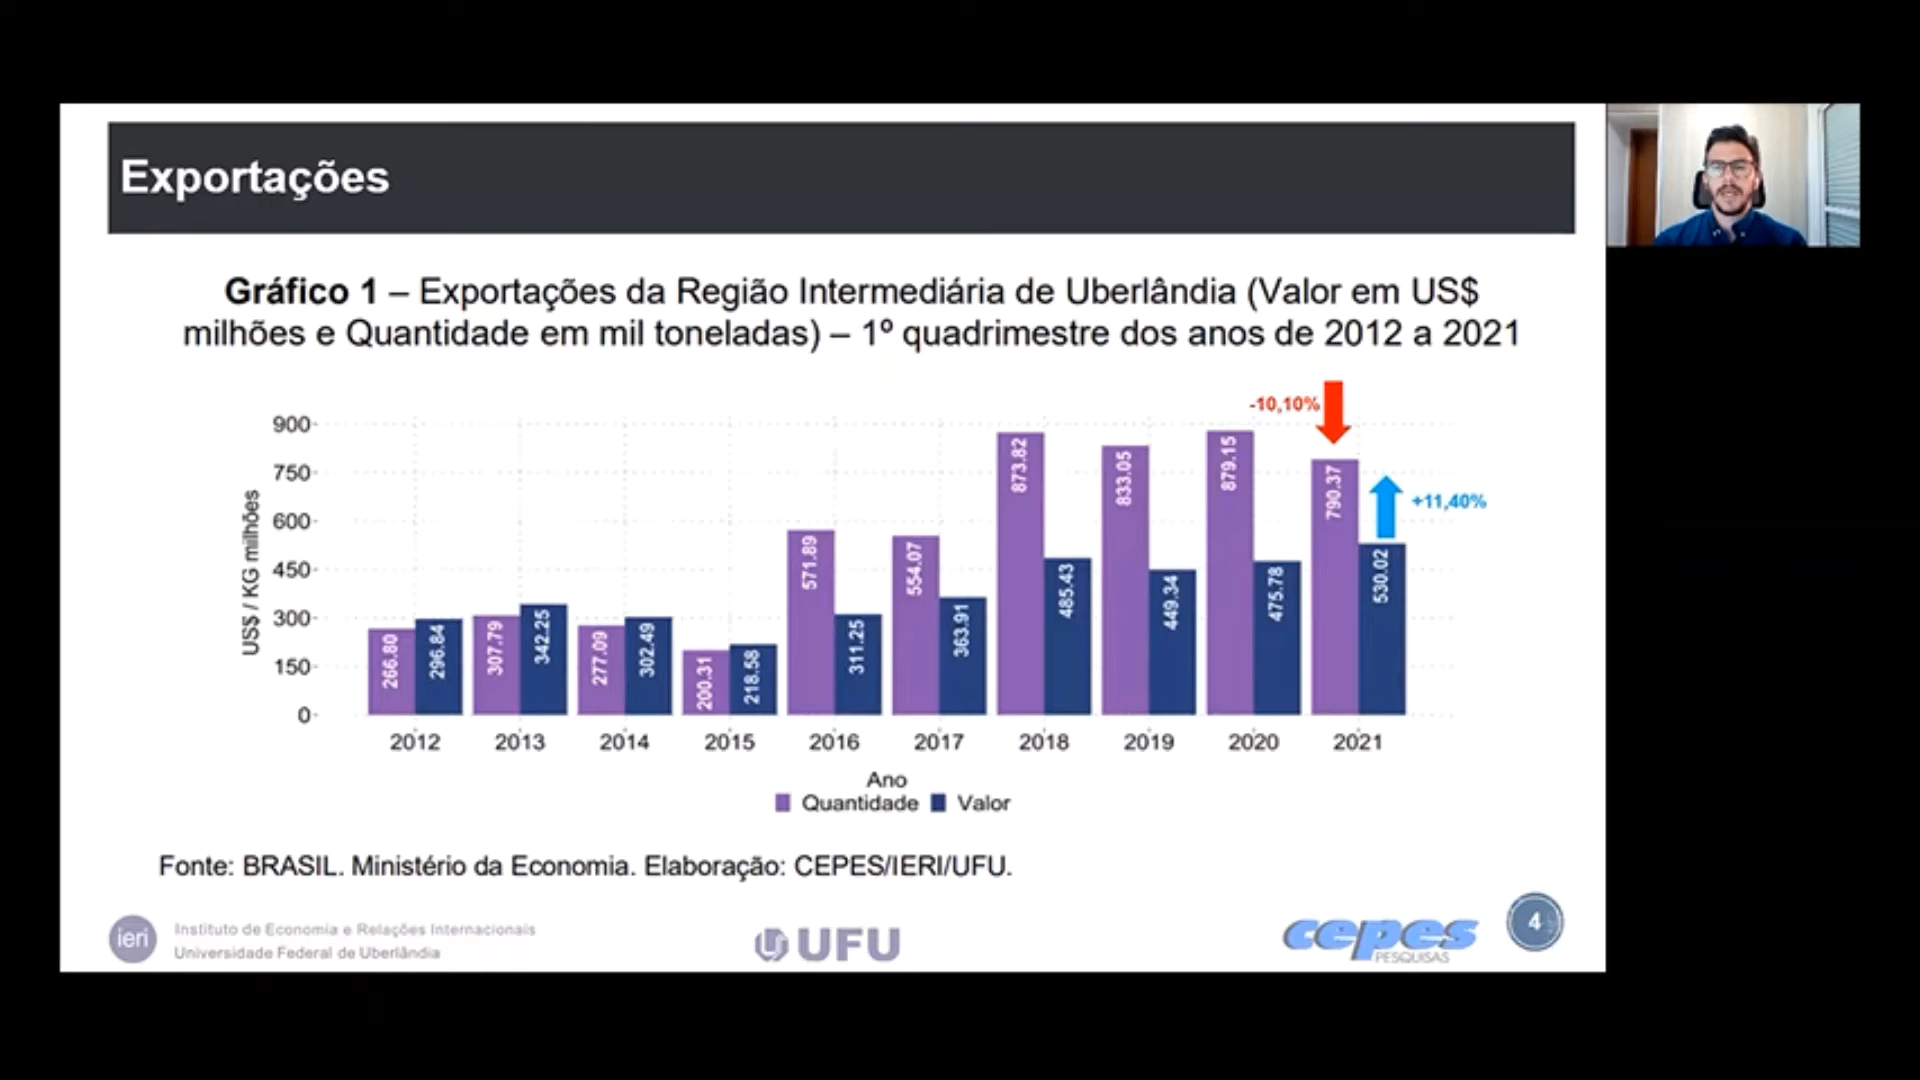 Exportações
Gráfico 1 – Exportações da Região Intermediária de Uberlândia (Valor em US$
milhões e Quantidade em mil toneladas) – 1º quadrimestre dos anos de 2012 a 2021
US$ / KG milhões
900
750
600
450
300
150
0
266.80
296.84
307.79
342.25
277.09
302.49
200.31
218.58
571.89
311.25
554.07
363.91
873.82
485.43
833.05
449.34
879.15
475.78
-10,10%
790.37
+11,40%
530.02
2012 2013 2014 2015 2016 2017 2018 2019 2020 2021
Ano
Quantidade Valor
Fonte: BRASIL. Ministério da Economia. Elaboração: CEPES/IERI/UFU.
ieri
Instituto de Economia e Relações Internacionais
Universidade Federal de Uberlândia
UFU
cepes
PESQUISAS
4